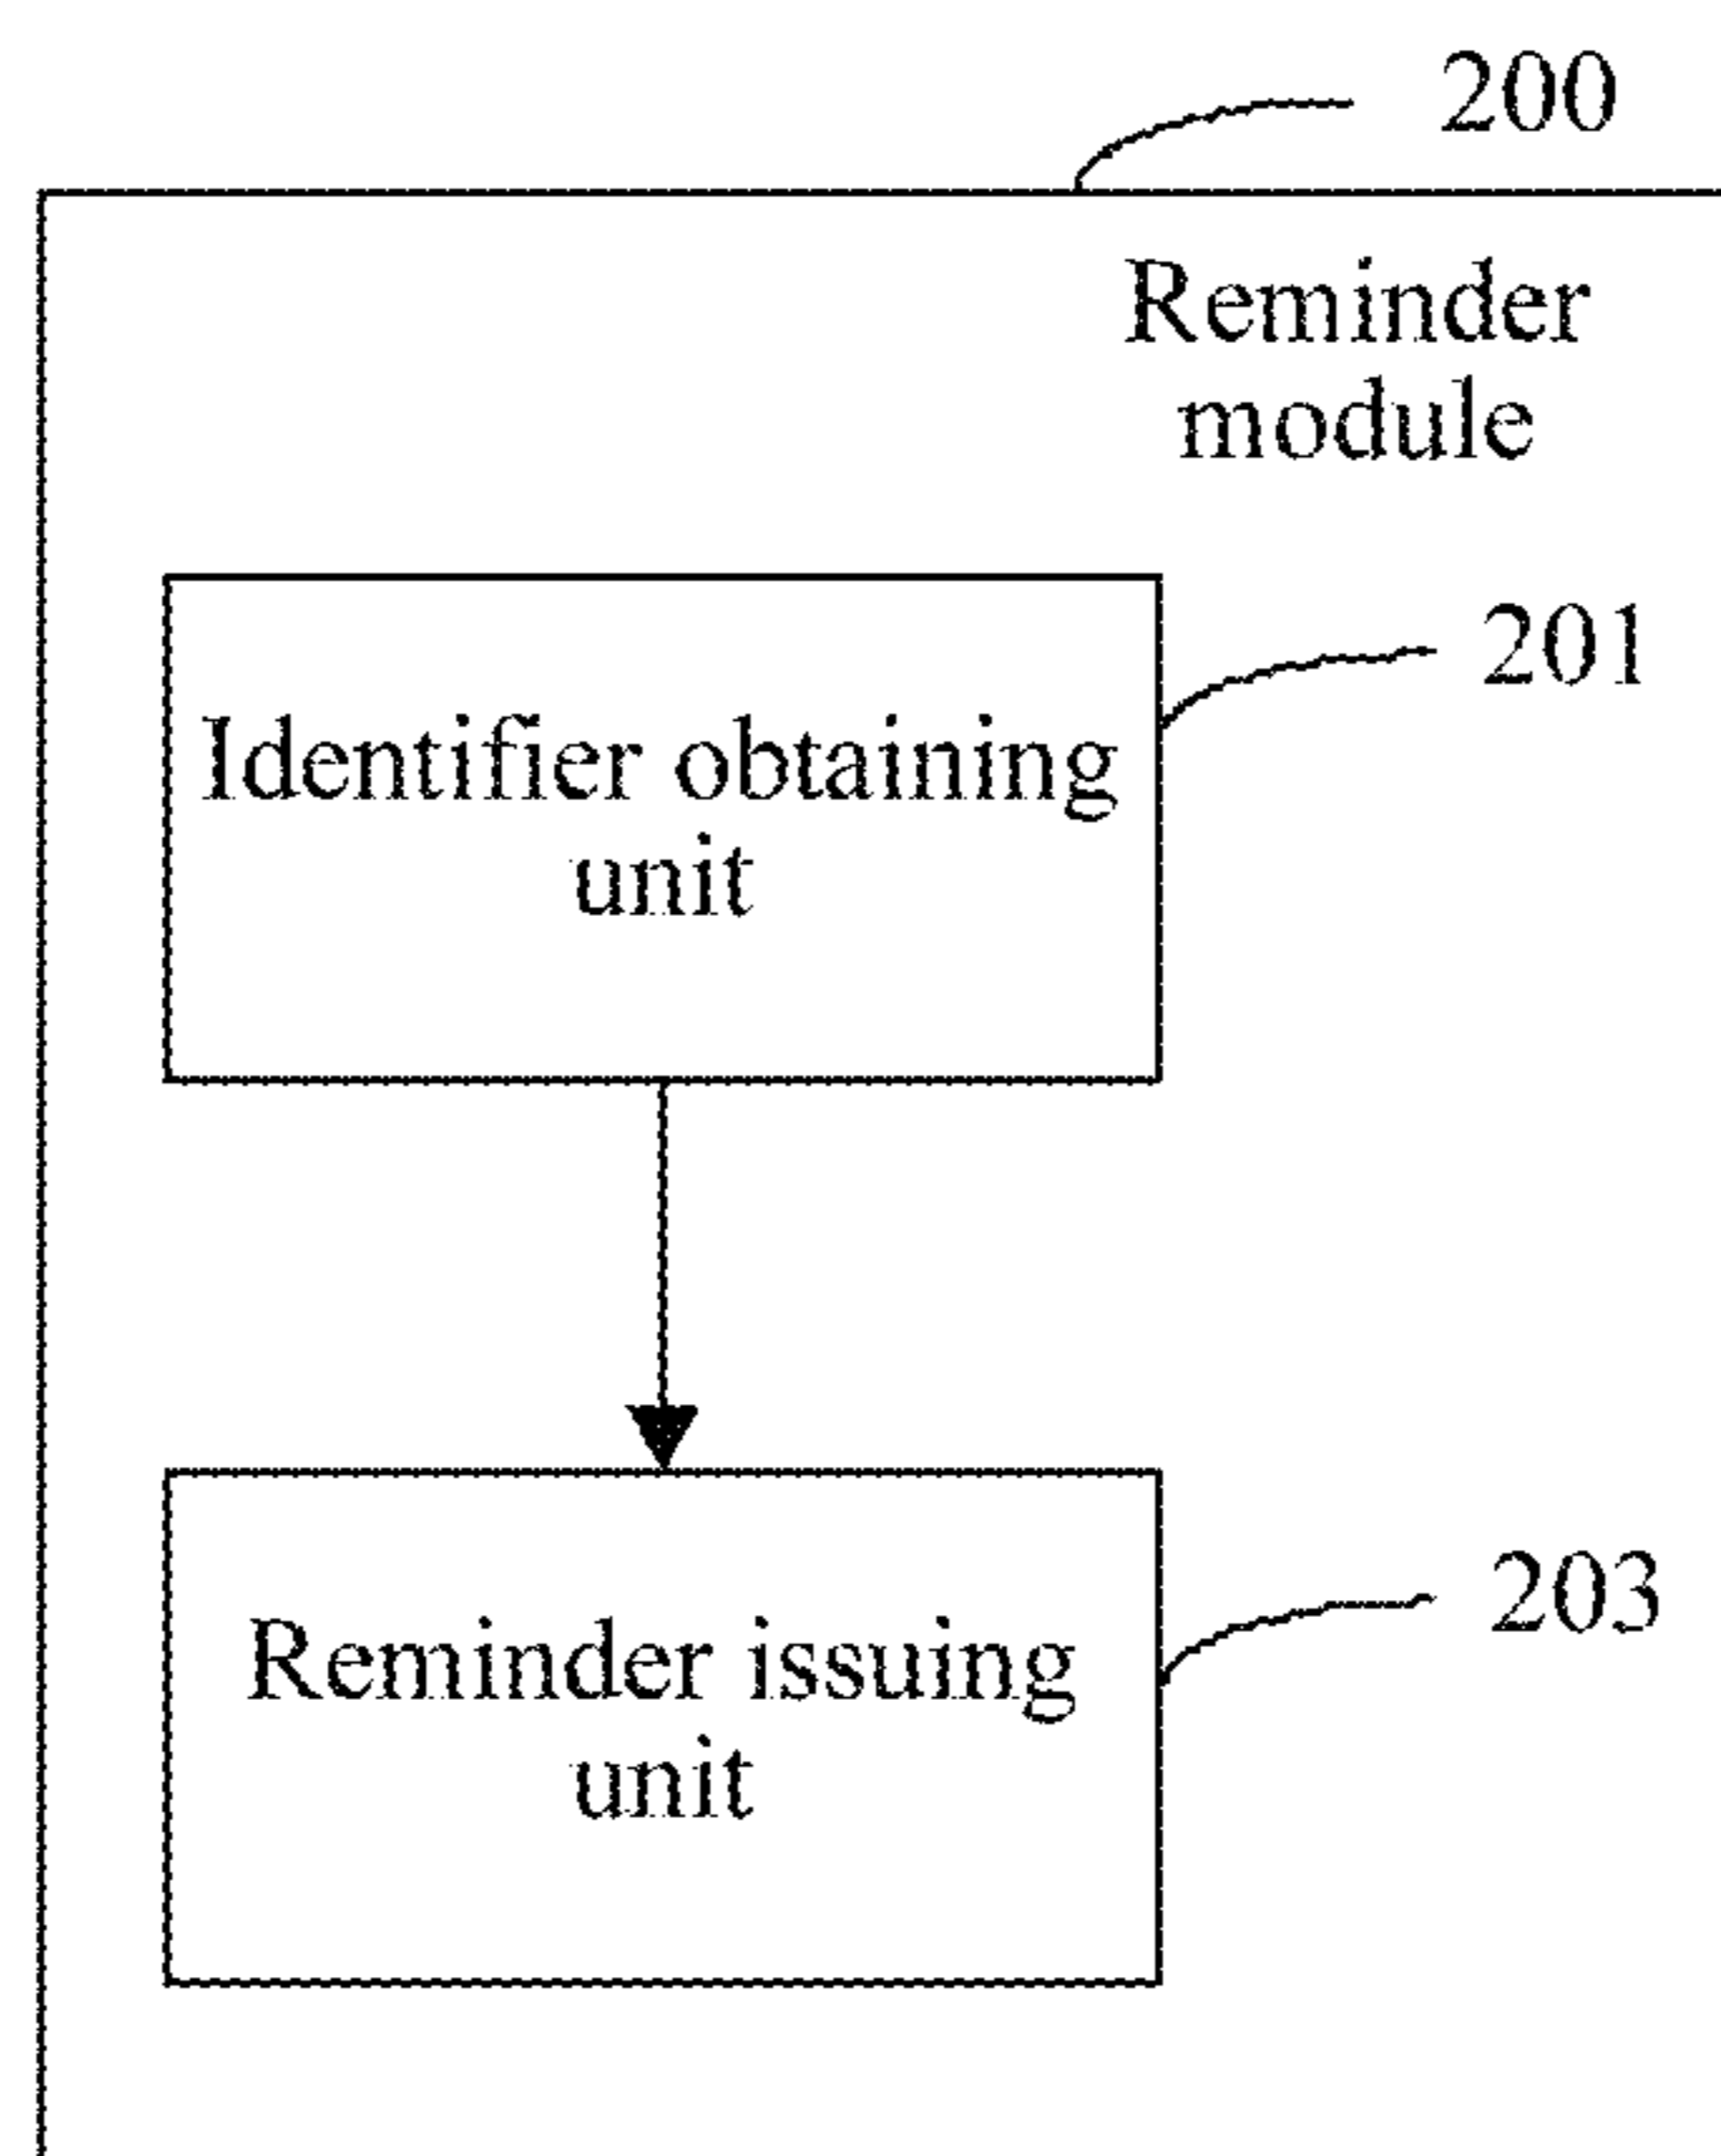 200
Reminder
module
201
Identifier obtaining
unit
203
Reminder issuing
unit